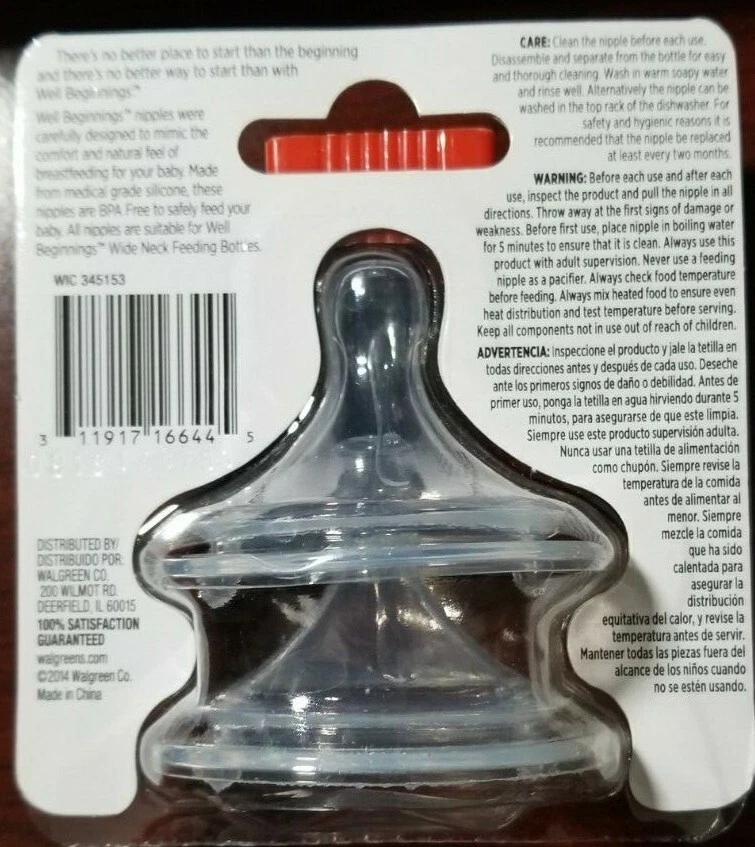 There's no better place to start than the beginning
and there's no better way to start than with
Well Beginnings™
Well Beginnings™ nipples were
carefully designed to mimic the
comfort and natural feel of
breastfeeding for your baby. Made
from medical grade silicone, these
nipples are BPA Free to safely feed your
baby. All nipples are suitable for Well
Beginnings™ Wide Neck Feeding Bottles.
WIC 345153
3 11917 16644 5
DISTRIBUTED BY/
DISTRIBUIDO POR:
WALGREEN CO.
200 WILMOT RD.
DEERFIELD, IL 60015
100% SATISFACTION
GUARANTEED
walgreens.com
©2014 Walgreen Co.
Made in China
CARE: Clean the nipple before each use.
Disassemble and separate from the bottle for easy
and thorough cleaning. Wash in warm soapy water
and rinse well. Alternatively the nipple can be
washed in the top rack of the dishwasher. For
safety and hygienic reasons it is
recommended that the nipple be replaced
at least every two months.
WARNING: Before each use and after each
use, inspect the product and pull the nipple in all
directions. Throw away at the first signs of damage or
weakness. Before first use, place nipple in boiling water
for 5 minutes to ensure that it is clean. Always use this
product with adult supervision. Never use a feeding
nipple as a pacifier. Always check food temperature
before feeding. Always mix heated food to ensure even
heat distribution and test temperature before serving.
Keep all components not in use out of reach of children.
ADVERTENCIA: Inspeccione el producto y jale la tetilla en
todas direcciones antes y después de cada uso. Deseche
ante los primeros signos de daño o debilidad. Antes de
primer uso, ponga la tetilla en agua hirviendo durante 5
minutos, para asegurarse de que este limpia.
Siempre use este producto supervisión adulta.
Nunca usar una tetilla de alimentación
como chupón. Siempre revise la
temperatura de la comida
antes de alimentar al
menor. Siempre
mezcle la comida
que ha sido
calentada para
asegurar la
distribución
equitativa del calor, y revise la
temperatura antes de servir.
Mantener todas las piezas fuera del
alcance de los niños cuando
no se estén usando.